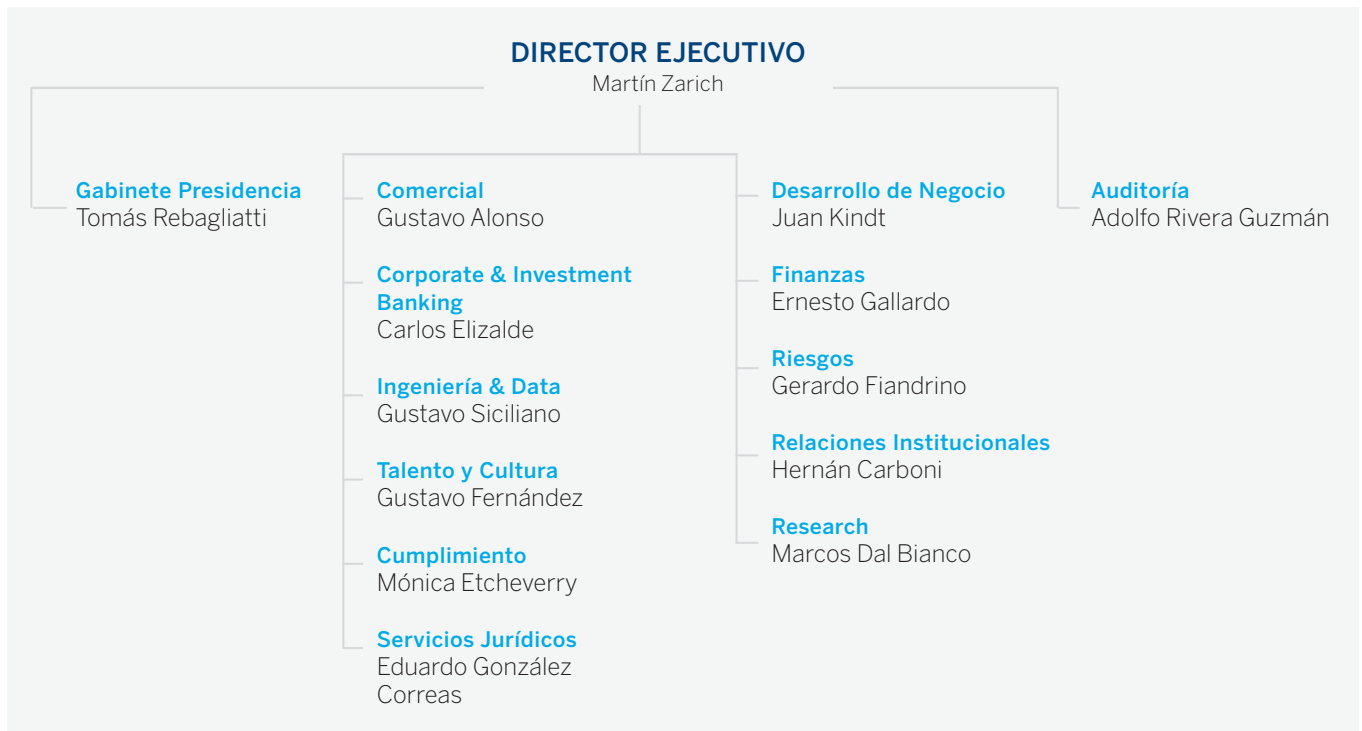 DIRECTOR EJECUTIVO
Martín Zarich
Gabinete Presidencia
Tomás Rebagliatti
Comercial
Gustavo Alonso
Corporate & Investment
Banking
Carlos Elizalde
Ingeniería & Data
Gustavo Siciliano
Talento y Cultura
Gustavo Fernández
Cumplimiento
Mónica Etcheverry
Servicios Jurídicos
Eduardo González
Correas
Desarrollo de Negocio
Juan Kindt
Finanzas
Ernesto Gallardo
Riesgos
Gerardo Fiandrino
Relaciones Institucionales
Hernán Carboni
Research
Marcos Dal Bianco
Auditoría
Adolfo Rivera Guzmán